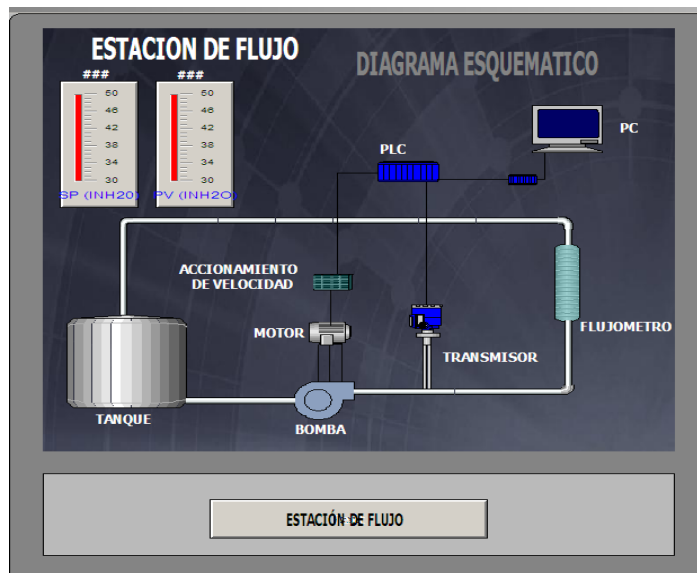 ESTACION DE FLUJO
DIAGRAMA ESQUEMATICO
### ###
50 50
46 46
42 42
38 38
34 34
30 30
SP (INH20) PV (INH2O)
PLC
PC
ACCIONAMIENTO
DE VELOCIDAD
MOTOR
TRANSMISOR
FLUJOMETRO
TANQUE
BOMBA
ESTACIÓN DE FLUJO